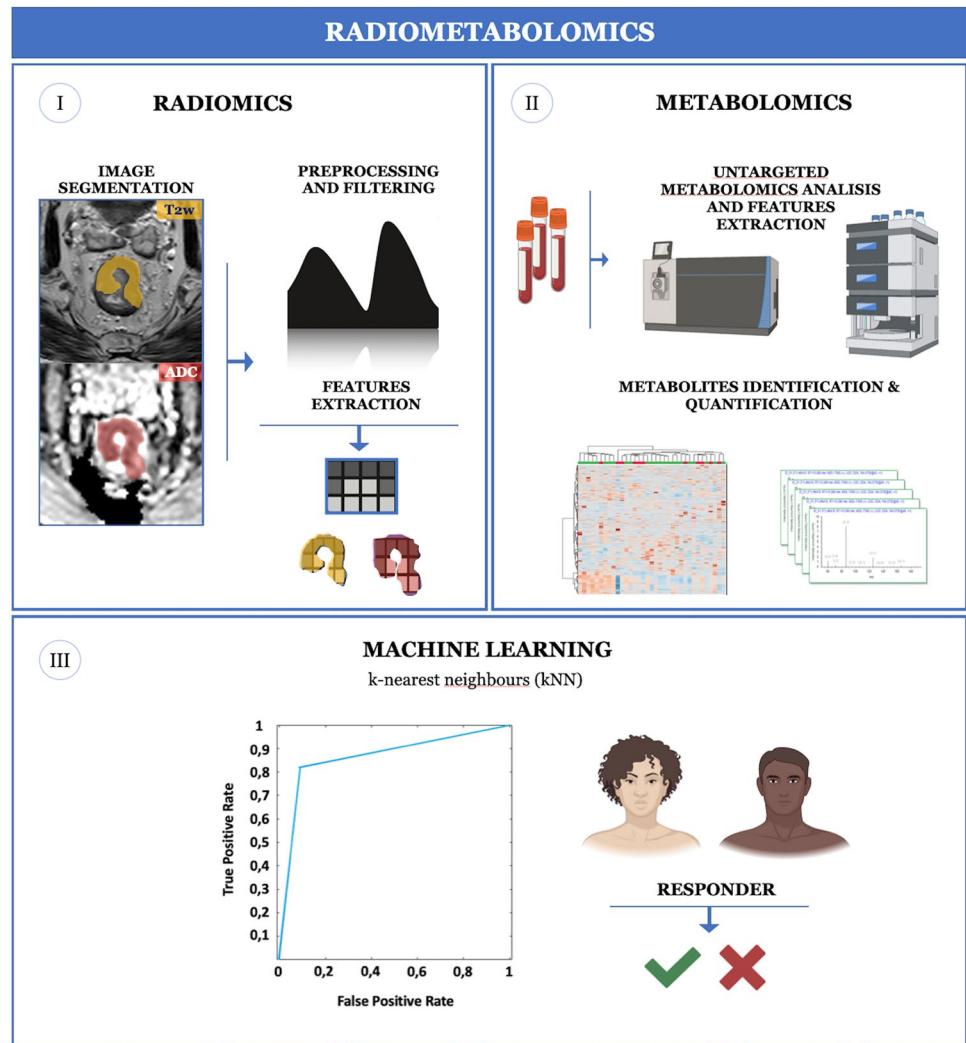 RADIOMETABOLOMICS
I
RADIOMICS
IMAGE
SEGMENTATION
T2w
ADC
PREPROCESSING
AND FILTERING
FEATURES
EXTRACTION
II
METABOLOMICS
UNTARGETED
METABOLOMICS ANALISIS
AND FEATURES
EXTRACTION
METABOLITES IDENTIFICATION &
QUANTIFICATION
III
MACHINE LEARNING
k-nearest neighbours (kNN)
True Positive Rate
1
0,9
0,8
0,7
0,6
0,5
0,4
0,3
0,2
0,1
0 0,2 0,4 0,6 0,8 1
False Positive Rate
RESPONDER